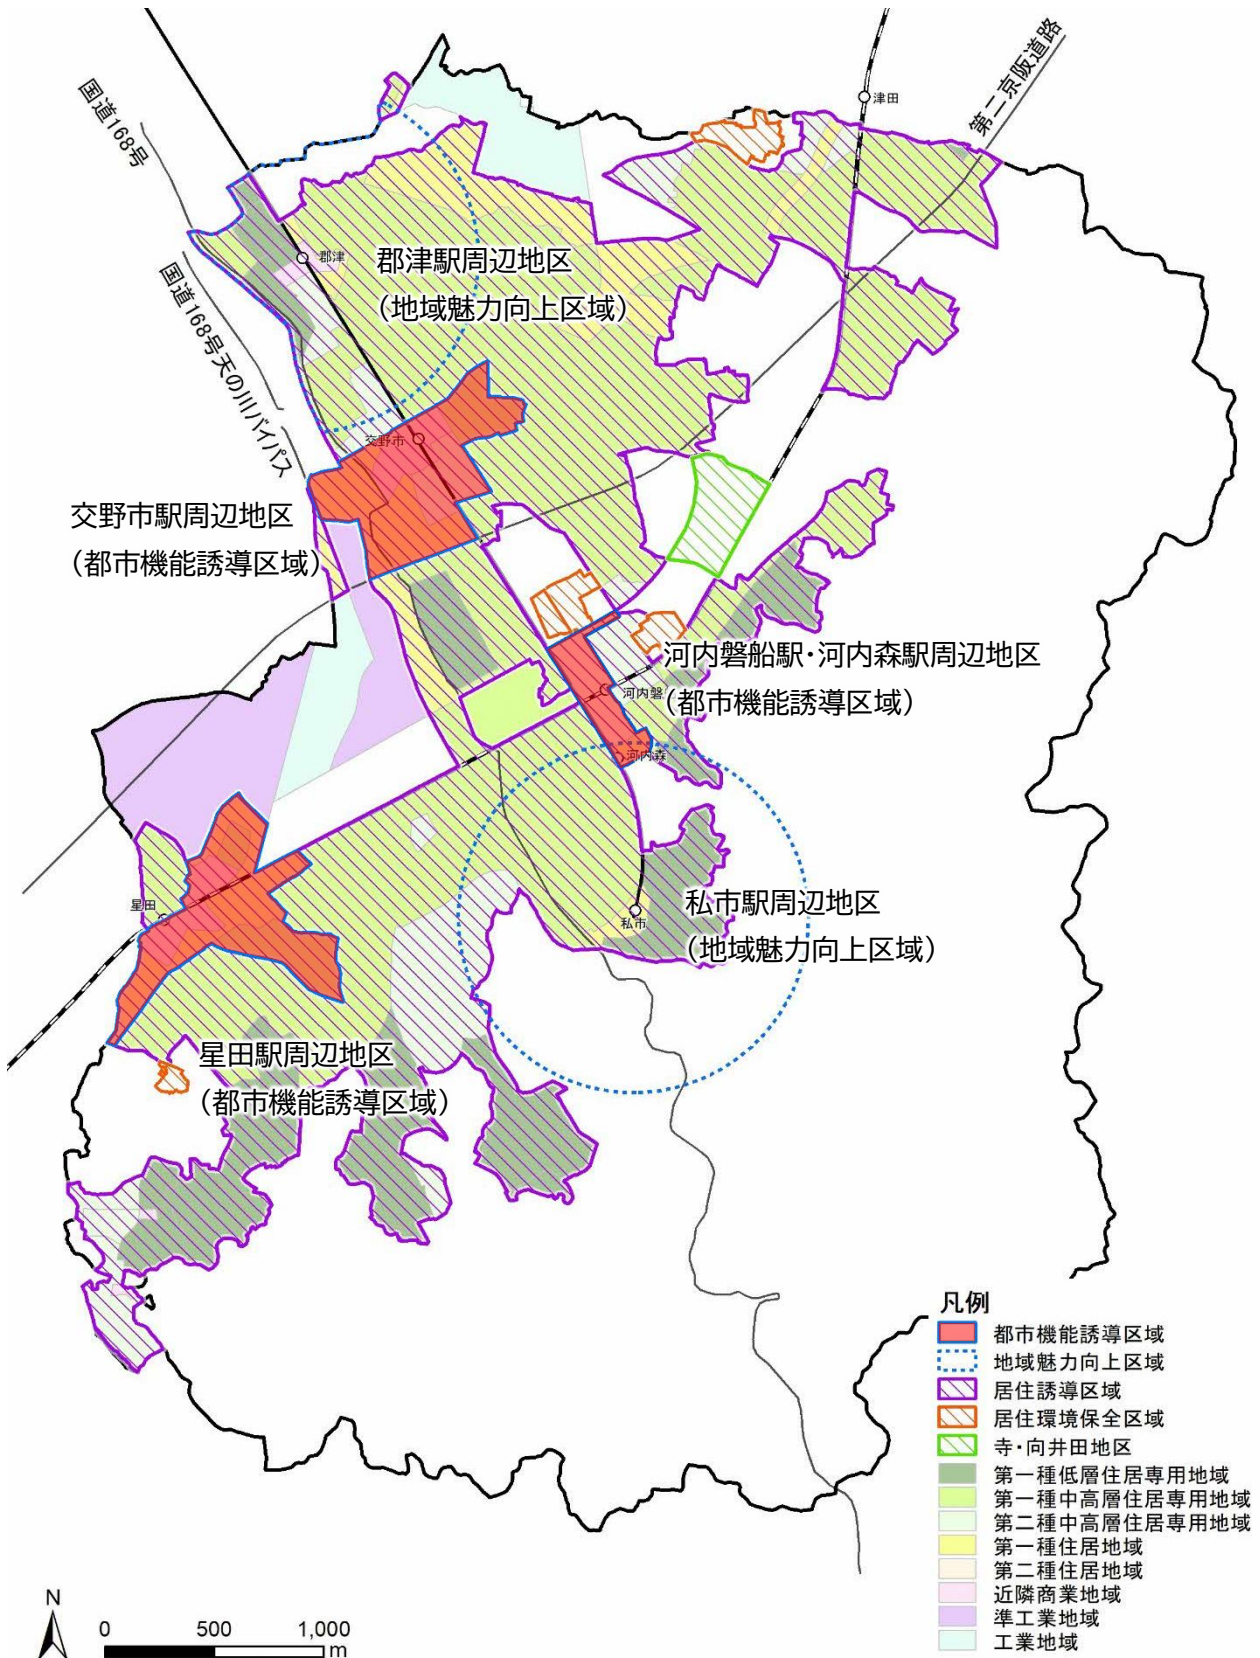 国道168号
津田
第二京阪道路
郡津
郡津駅周辺地区
（地域魅力向上区域）
国道168号天の川バイパス
交野市
交野市駅周辺地区
（都市機能誘導区域）
河内磐船駅・河内森駅周辺地区
（都市機能誘導区域）
河内磐
河内森
私市駅周辺地区
（地域魅力向上区域）
私市
星田
星田駅周辺地区
（都市機能誘導区域）
凡例
都市機能誘導区域
地域魅力向上区域
居住誘導区域
居住環境保全区域
寺・向井田地区
第一種低層住居専用地域
第一種中高層住居専用地域
第二種中高層住居専用地域
第一種住居地域
第二種住居地域
近隣商業地域
準工業地域
工業地域
N
0 500 1,000
m